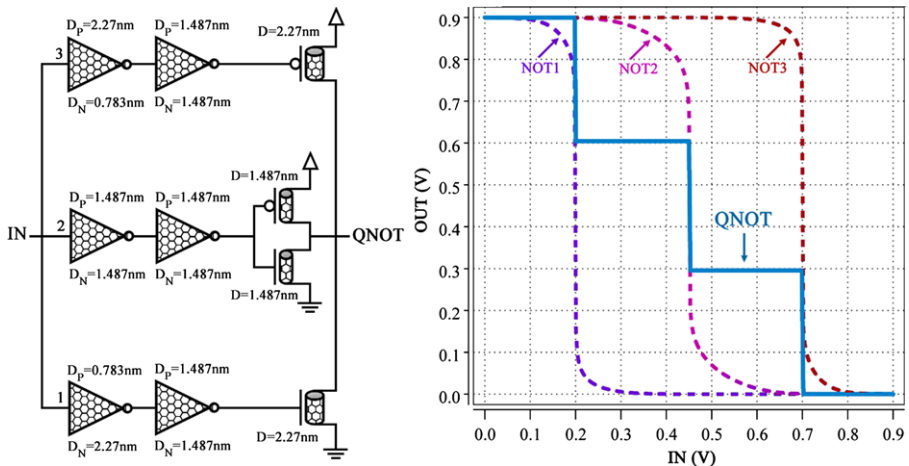 D_P=2.27nm
D_P=1.487nm
D=2.27nm
3
D_N=0.783nm
D_N=1.487nm
D=1.487nm
D_P=1.487nm
D_P=1.487nm
IN
2
QNOT
D_N=1.487nm
D_N=1.487nm
D=1.487nm
D_P=0.783nm
D_P=1.487nm
1
D_N=2.27nm
D_N=1.487nm
D=2.27nm
OUT (V)
0.9
0.8
0.7
0.6
0.5
0.4
0.3
0.2
0.1
0.0
NOT1
NOT2
NOT3
QNOT
0.0 0.1 0.2 0.3 0.4 0.5 0.6 0.7 0.8 0.9
IN (V)